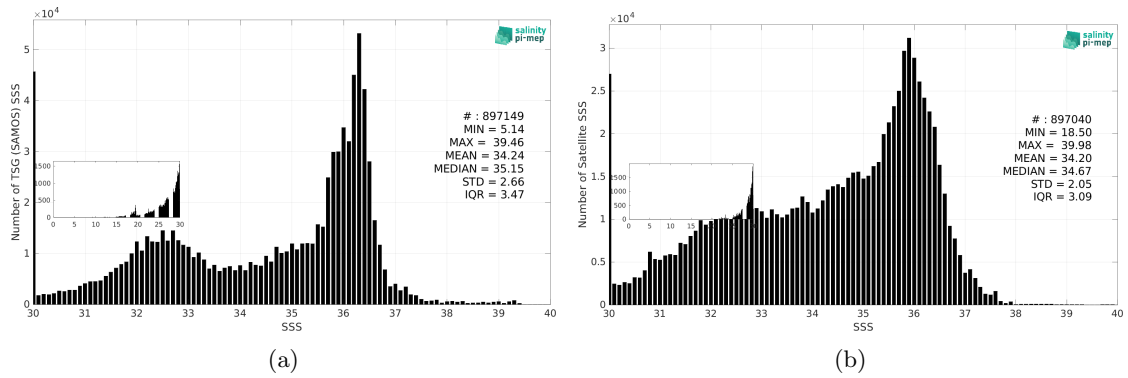 ×10⁴
5
4
3
2
1
0
Number of TSG (SAMOS) SSS
salinity
pi-mep
# : 897149
MIN = 5.14
MAX = 39.46
MEAN = 34.24
MEDIAN = 35.15
STD = 2.66
IQR = 3.47
1500
1000
500
0
0 5 10 15 20 25 30
30 31 32 33 34 35 36 37 38 39 40
SSS
(a)
×10⁴
3
2.5
2
1.5
1
0.5
0
Number of Satellite SSS
salinity
pi-mep
# : 897040
MIN = 18.50
MAX = 39.98
MEAN = 34.20
MEDIAN = 34.67
STD = 2.05
IQR = 3.09
1500
1000
500
0
0 5 10 15 20 25
30 31 32 33 34 35 36 37 38 39 40
SSS
(b)